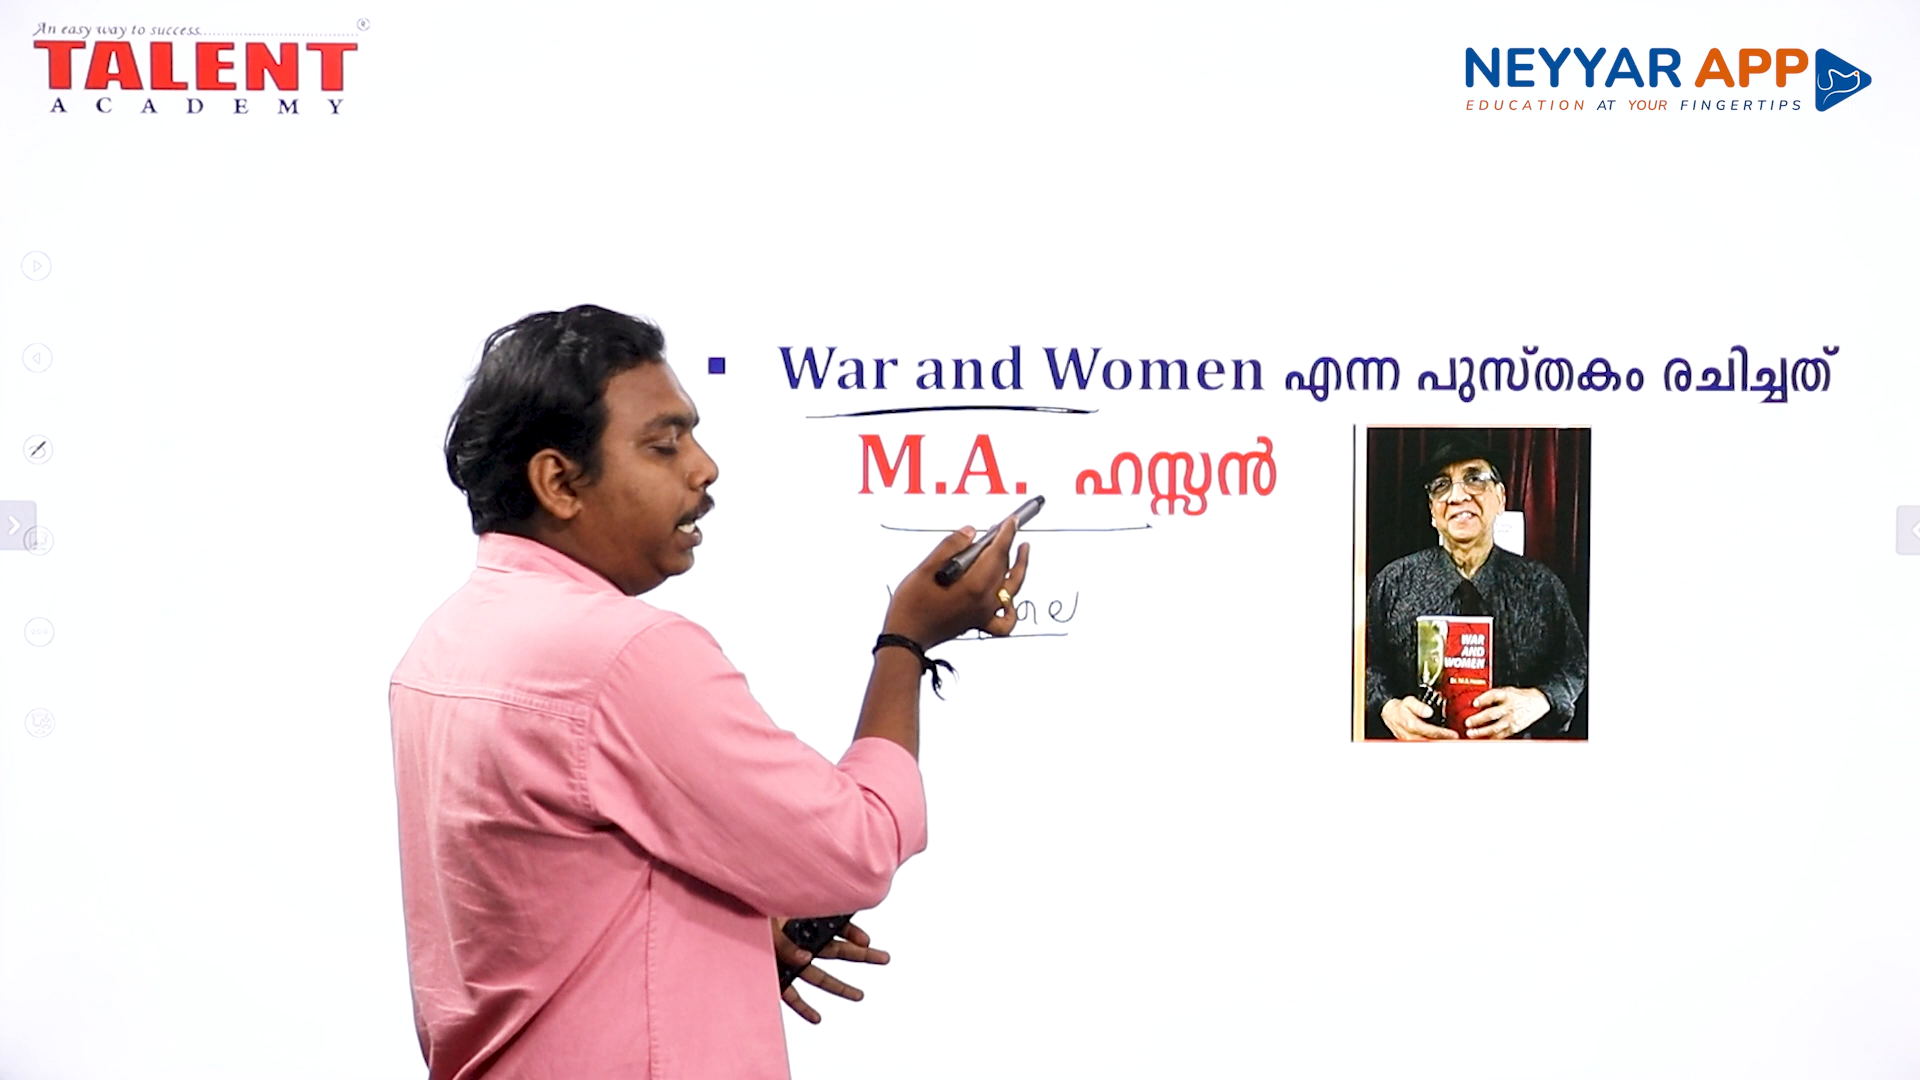 An easy way to success
TALENT
ACADEMY
NEYYAR APP
EDUCATION AT YOUR FINGERTIPS
War and Women എന്ന പുസ്തകം രചിച്ചത്
M.A. ഹസ്സൻ
WAR
AND
WOMEN